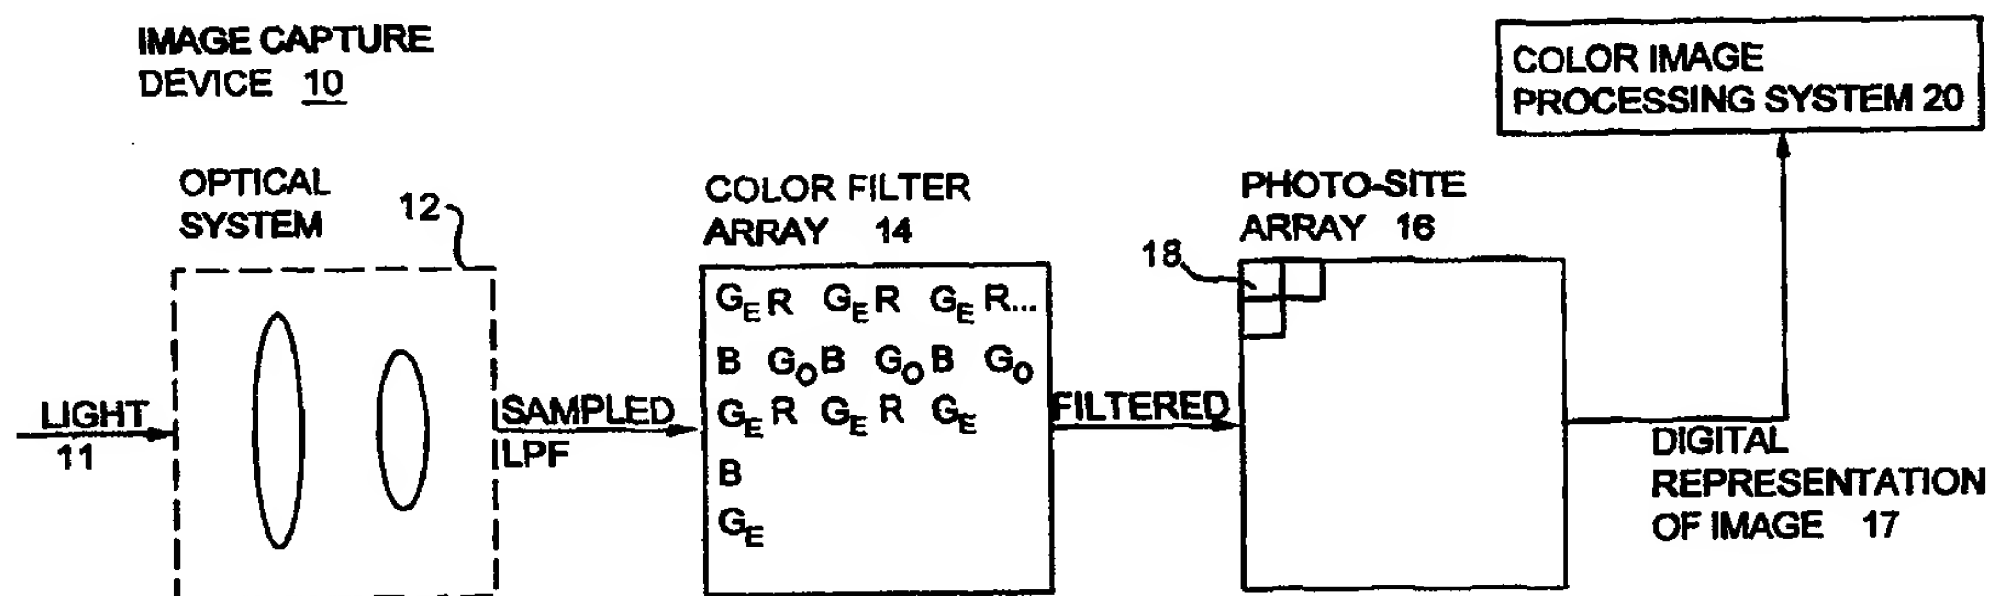 IMAGE CAPTURE
DEVICE 10
COLOR IMAGE
PROCESSING SYSTEM 20
OPTICAL
SYSTEM
12
COLOR FILTER
ARRAY 14
PHOTO-SITE
ARRAY 16
18
LIGHT
11
SAMPLED
LPF
GE R GE R GE R...
B GO B GO B GO
GE R GE R GE
B
GE
FILTERED
DIGITAL
REPRESENTATION
OF IMAGE 17